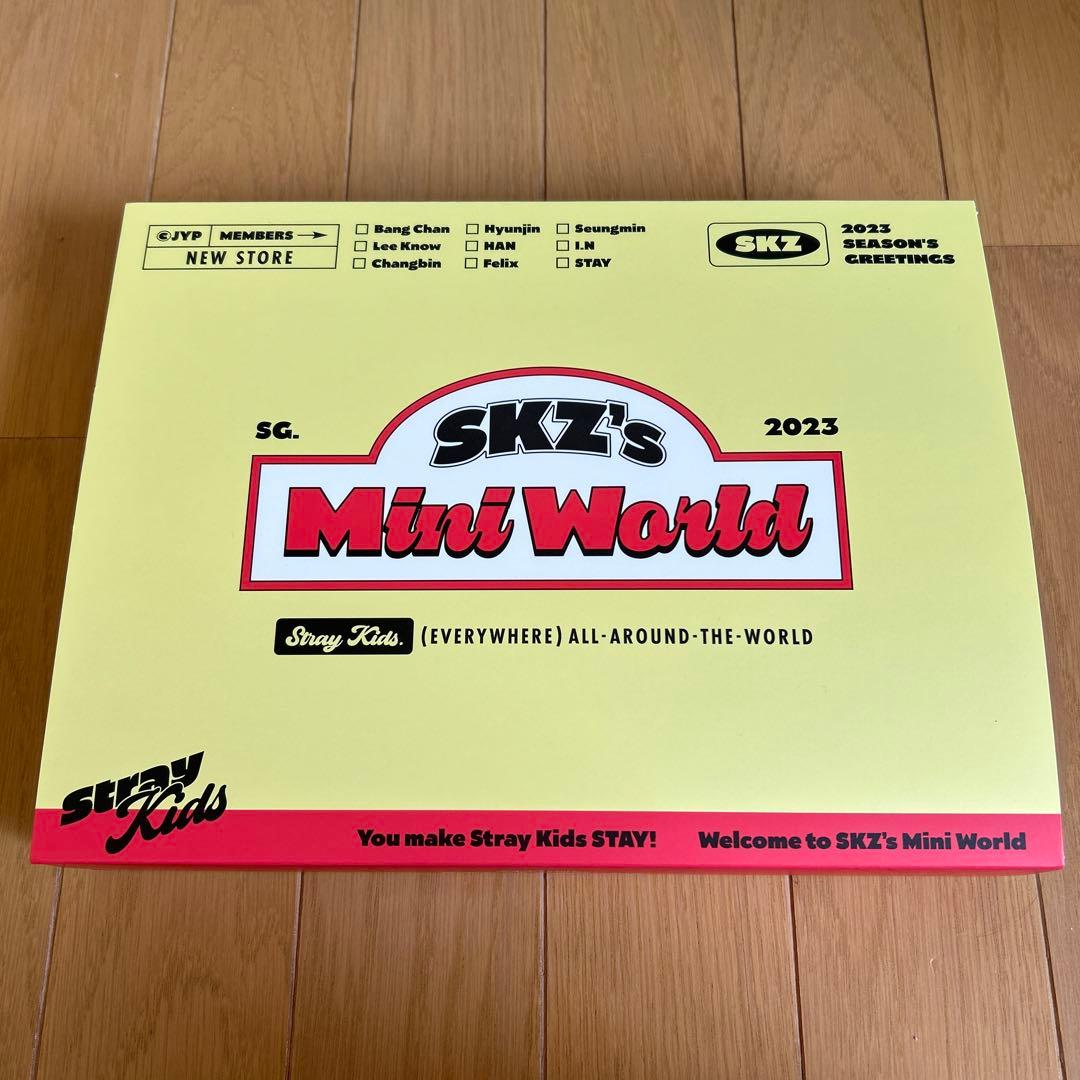 ©JYP MEMBERS
NEW STORE
Bang Chan Hyunjin Seungmin
Lee Know HAN I.N
Changbin Felix STAY
SKZ
2023
SEASON'S
GREETINGS
SG.
SKZ's
2023
Mini World
Stray Kids. (EVERYWHERE) ALL-AROUND-THE-WORLD
Stray
Kids
You make Stray Kids STAY! Welcome to SKZ's Mini World